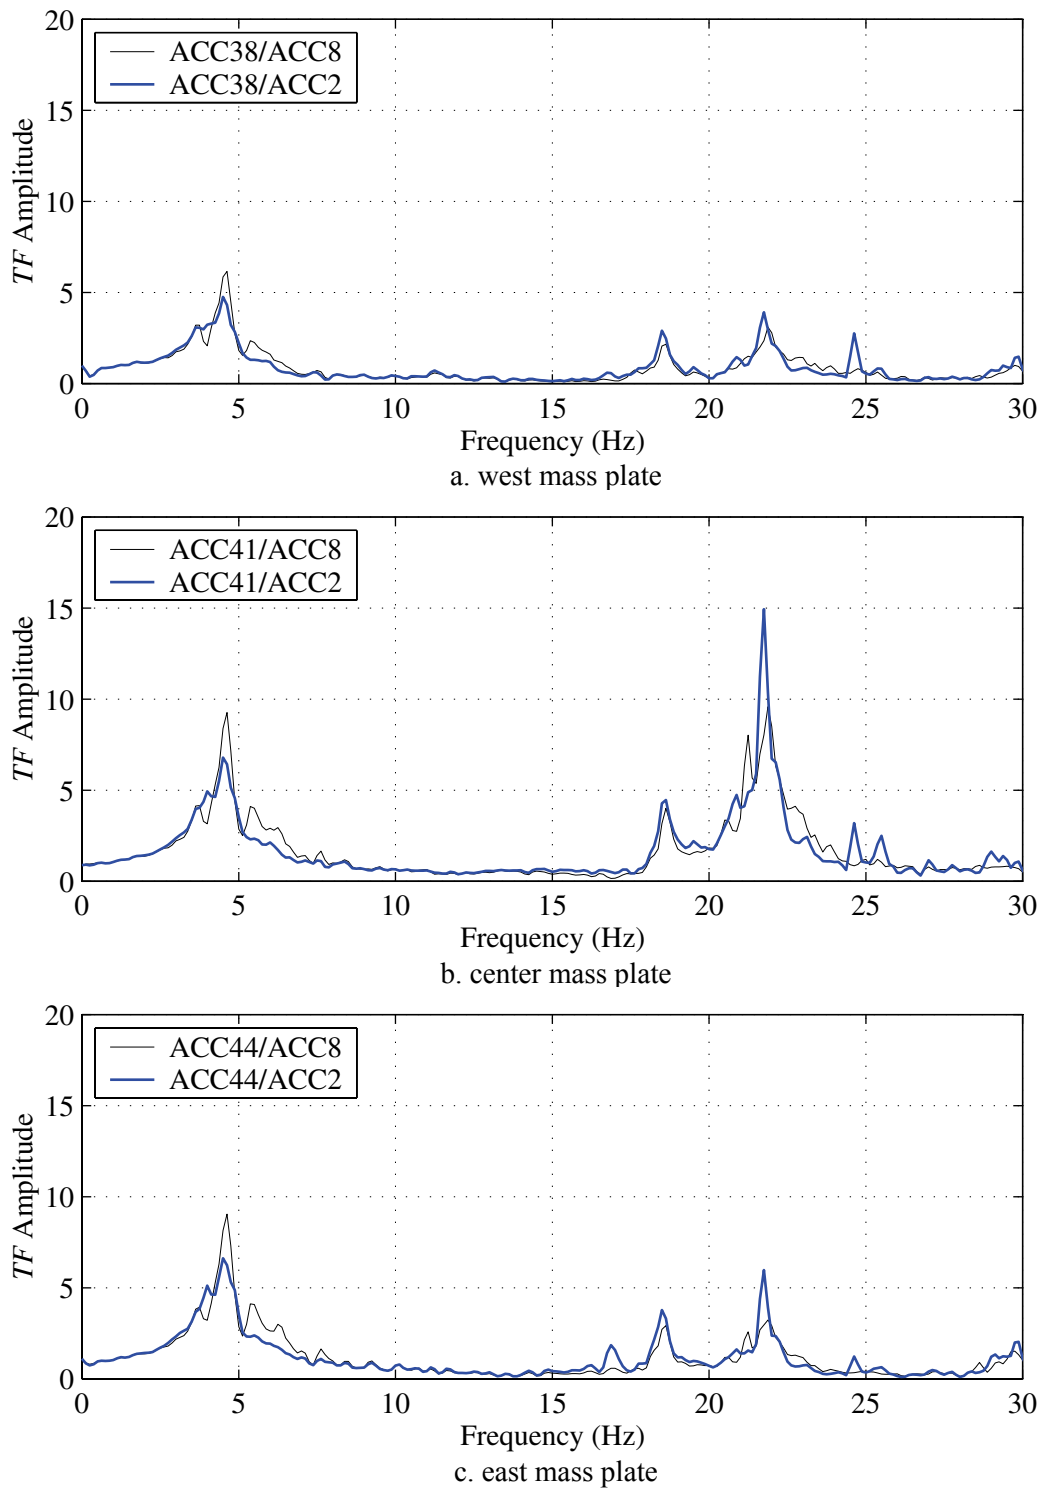 20
15
10
5
0
TF Amplitude
ACC38/ACC8
ACC38/ACC2
0 5 10 15 20 25 30
Frequency (Hz)
a. west mass plate
20
15
10
5
0
TF Amplitude
ACC41/ACC8
ACC41/ACC2
0 5 10 15 20 25 30
Frequency (Hz)
b. center mass plate
20
15
10
5
0
TF Amplitude
ACC44/ACC8
ACC44/ACC2
0 5 10 15 20 25 30
Frequency (Hz)
c. east mass plate